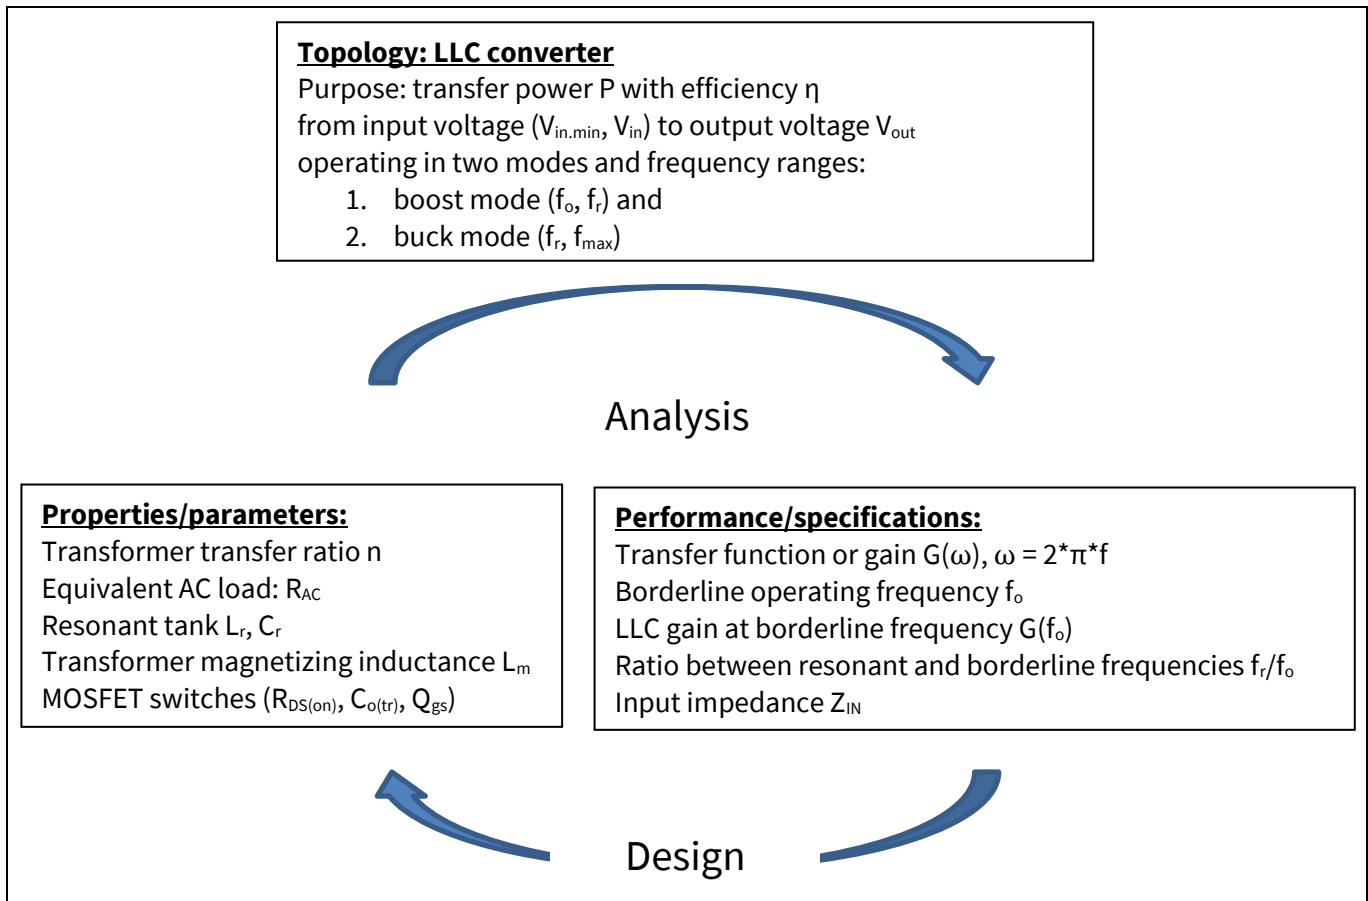 Topology: LLC converter
Purpose: transfer power P with efficiency η
from input voltage (Vin.min, Vin) to output voltage Vout
operating in two modes and frequency ranges:
1. boost mode (fo, fr) and
2. buck mode (fr, fmax)
Analysis
Properties/parameters:
Transformer transfer ratio n
Equivalent AC load: RAC
Resonant tank Lr, Cr
Transformer magnetizing inductance Lm
MOSFET switches (RDS(on), Co(tr), Qgs)
Performance/specifications:
Transfer function or gain G(ω), ω = 2*π*f
Borderline operating frequency fo
LLC gain at borderline frequency G(fo)
Ratio between resonant and borderline frequencies fr/fo
Input impedance ZIN
Design